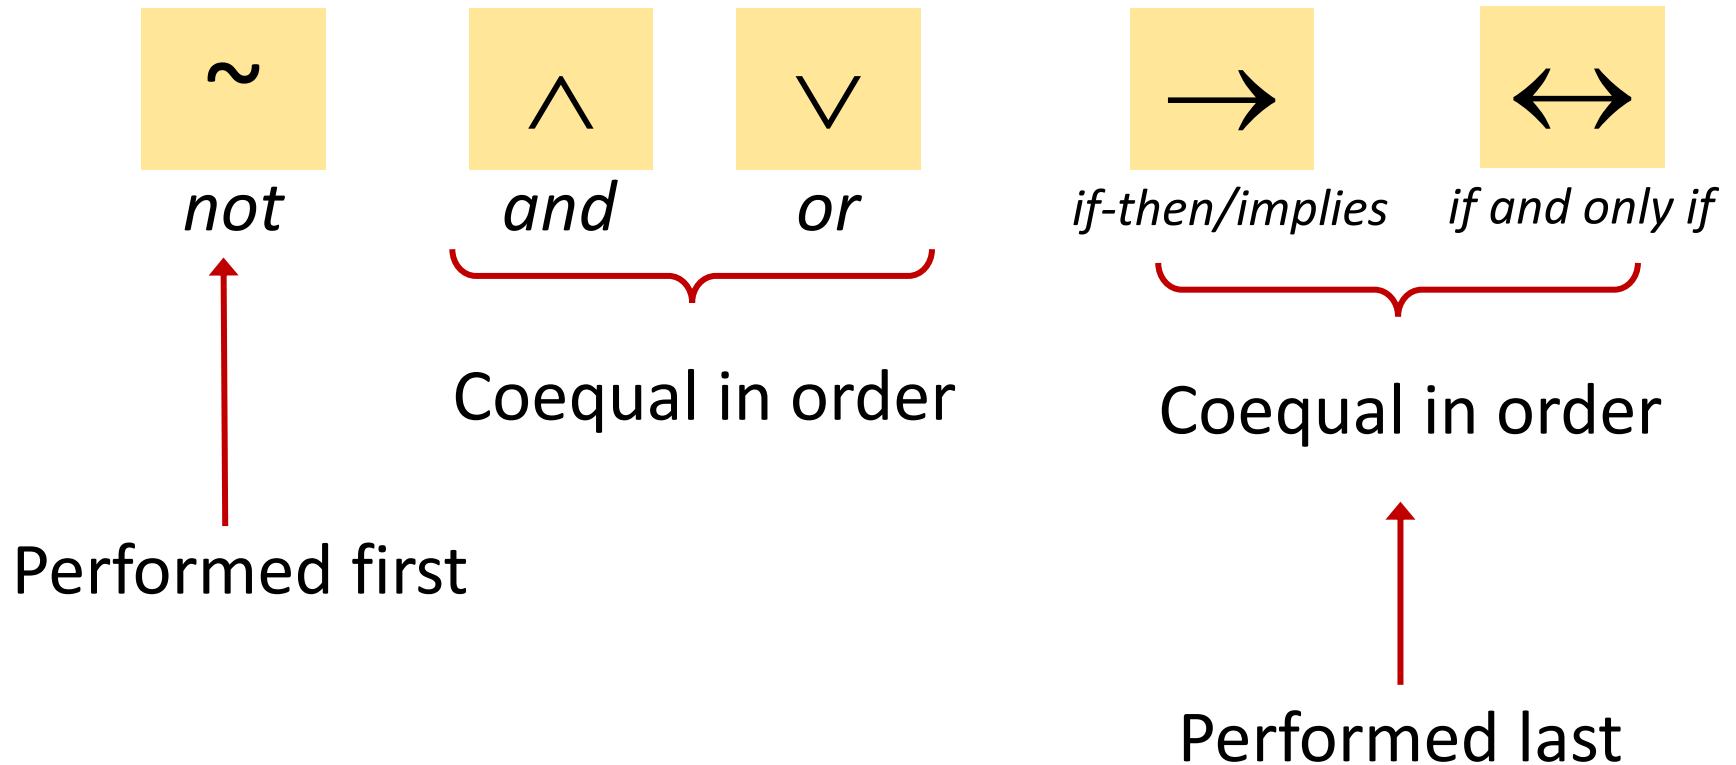 ~ ∧ ∨ → ↔
not and or if-then/implies if and only if
Coequal in order Coequal in order
Performed first
Performed last